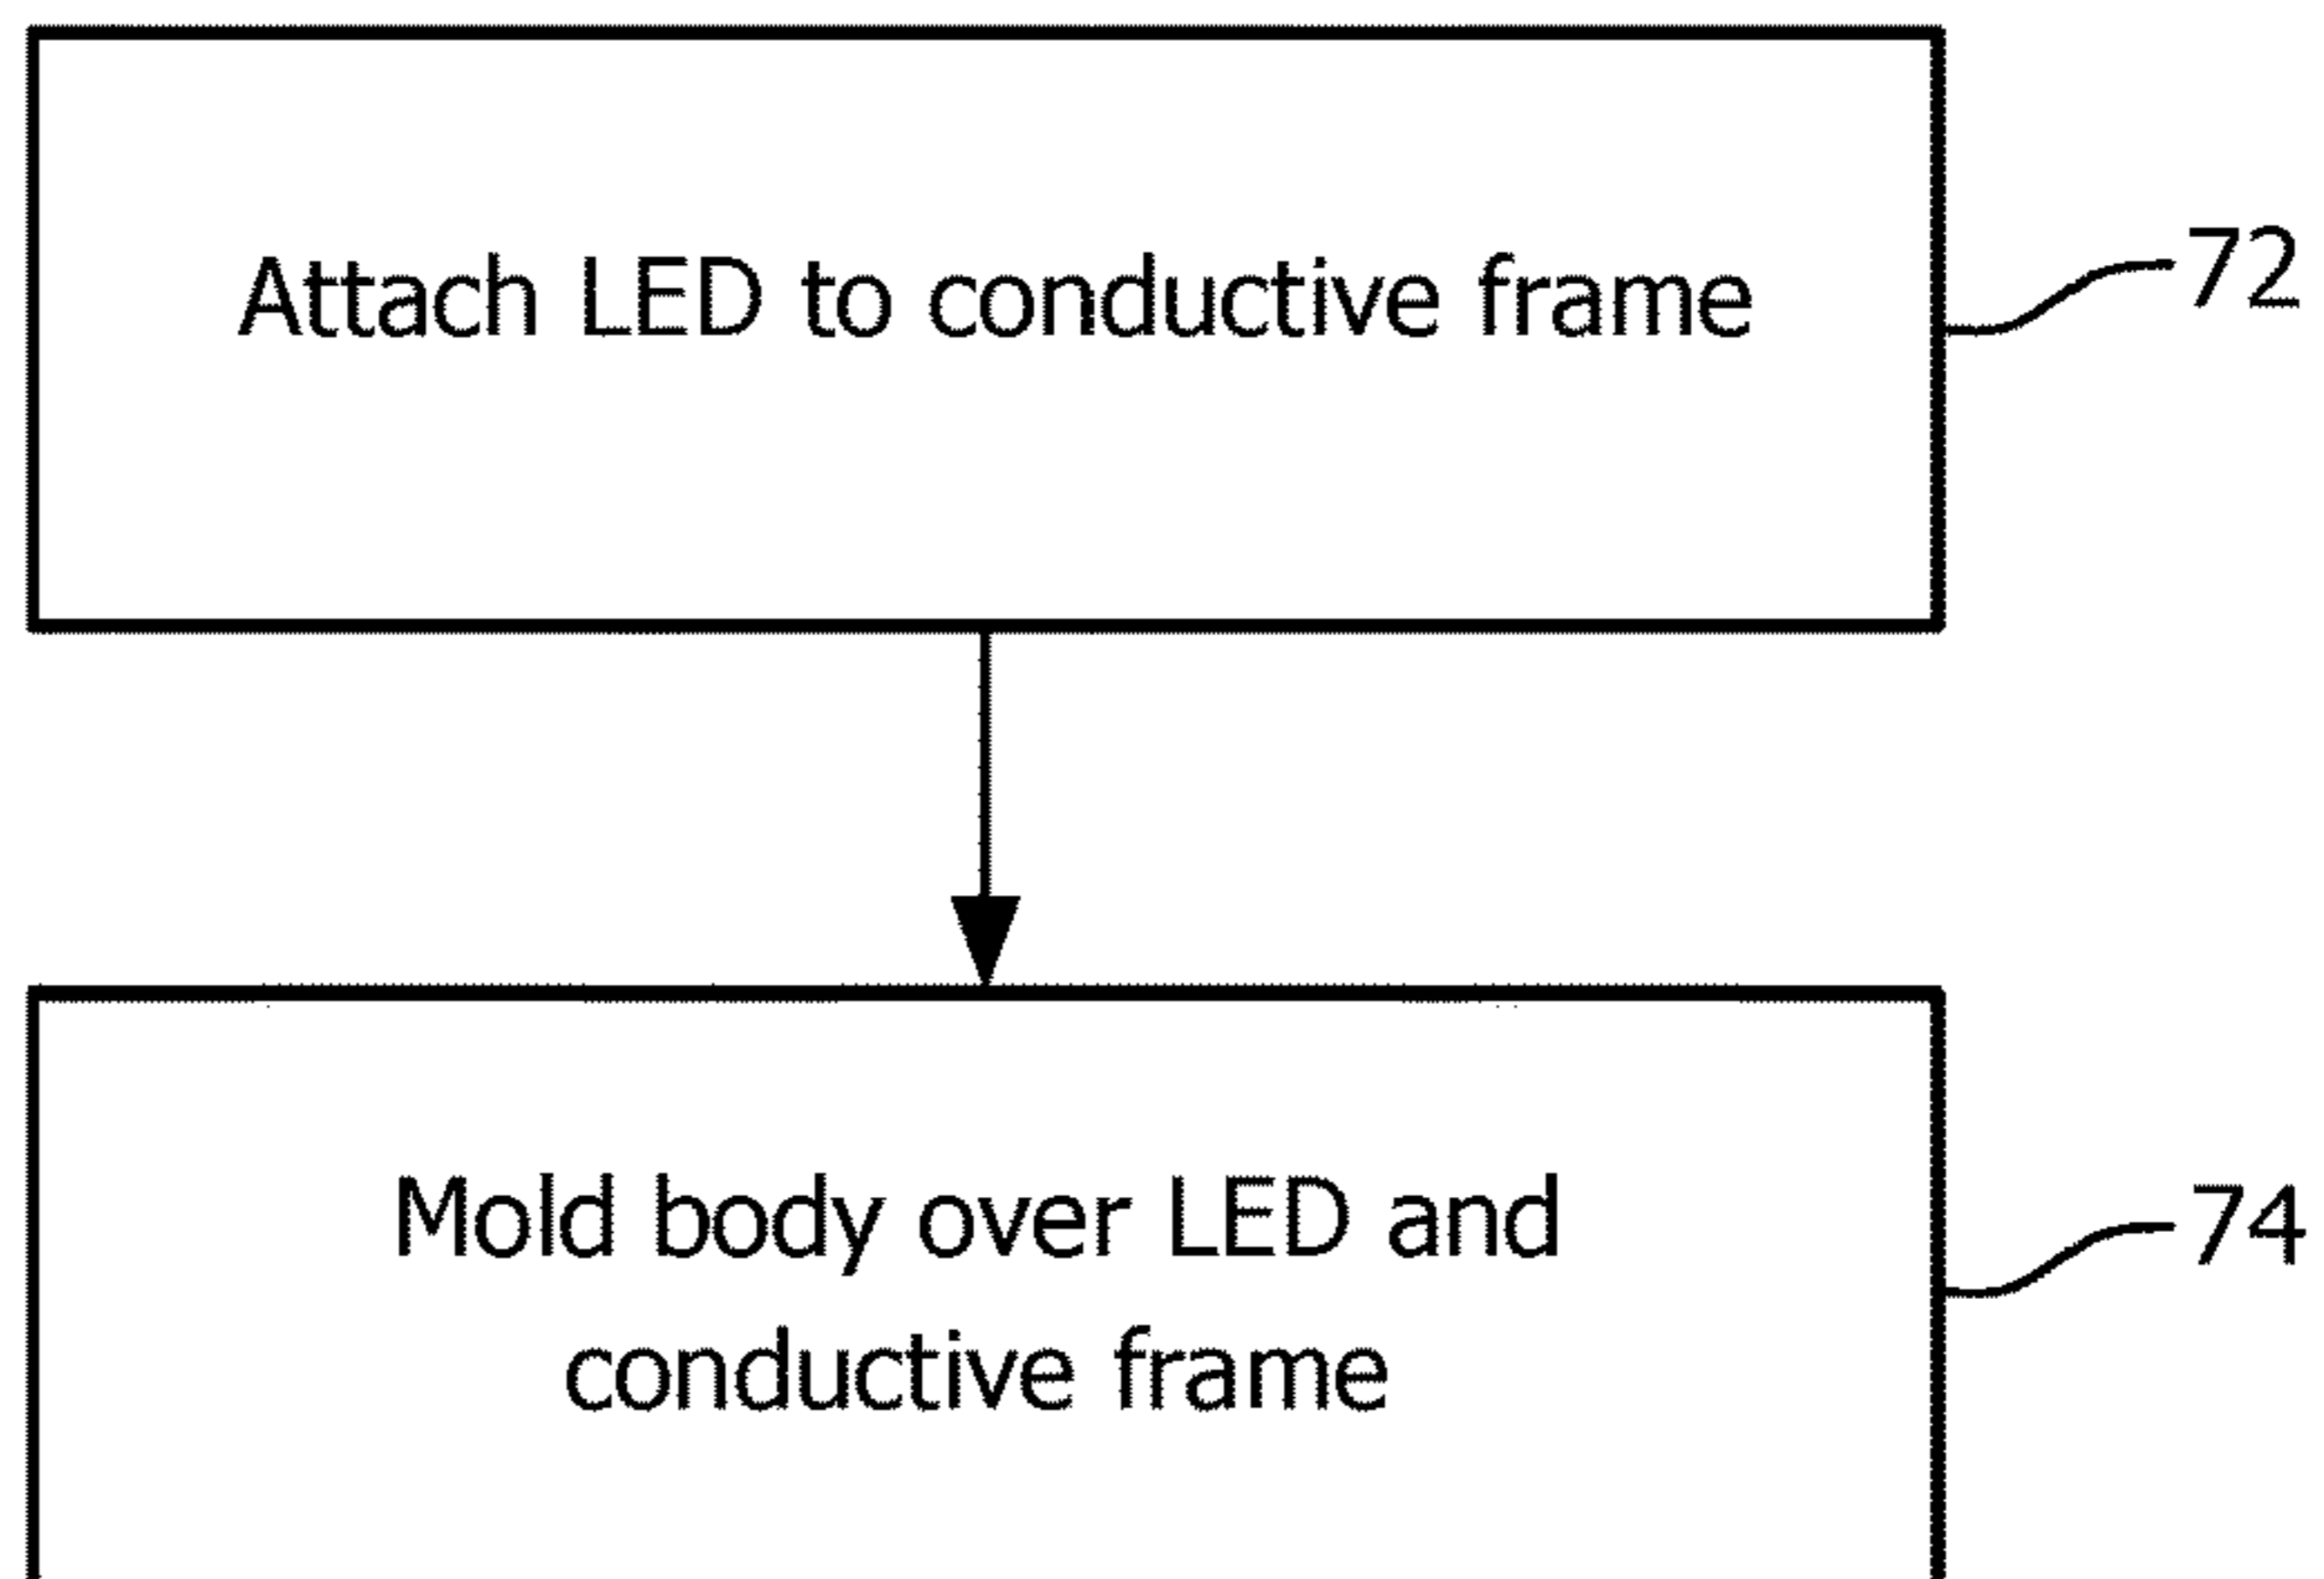 Attach LED to conductive frame
72
Mold body over LED and
conductive frame
74